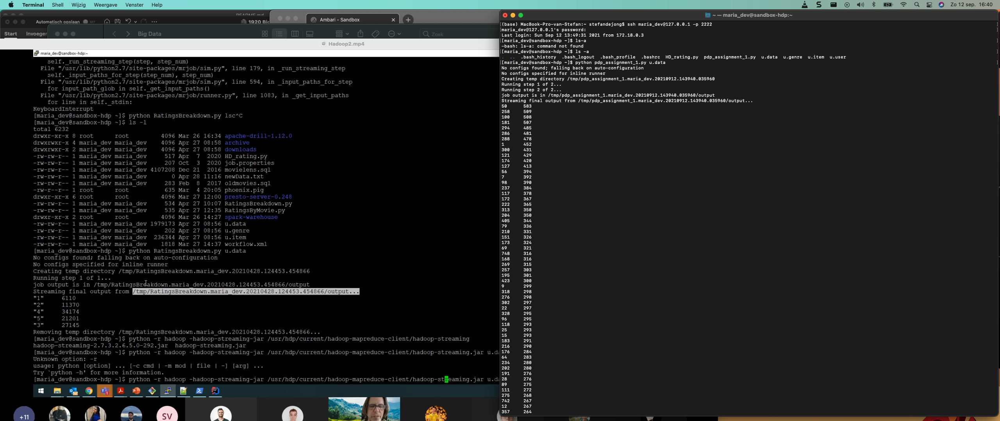 Terminal Shell Wijzig Weergave Venster Help
Zo 12 sep. 16:40
README.md
Automatisch opslaan UIT
1920 Bi
Ambari - Sandbox
Start Invoegen
Big Data
Zoek
Hadoop2.mp4
maria_dev@sandbox-hdp:~
self._run_streaming_step(step, step_num)
File "/usr/lib/python2.7/site-packages/mrjob/sim.py", line 179, in _run_streaming_step
self._input_paths_for_step(step_num), step_num)
File "/usr/lib/python2.7/site-packages/mrjob/sim.py", line 594, in _input_paths_for_step
for input_path_glob in self._get_input_paths()
File "/usr/lib/python2.7/site-packages/mrjob/runner.py", line 1083, in _get_input_paths
for line in self._stdin:
KeyboardInterrupt
[maria_dev@sandbox-hdp ~]$ python RatingsBreakdown.py lsc^C
[maria_dev@sandbox-hdp ~]$ ls -l
total 6232
drwxr-xr-x 8 root root 4096 Mar 26 16:34 apache-drill-1.12.0
drwxrwxr-x 4 maria_dev maria_dev 4096 Apr 27 08:58 archive
drwxrwxr-x 2 maria_dev maria_dev 4096 Apr 27 08:58 downloads
-rw-rw-r-- 1 maria_dev maria_dev 517 Apr 7 2020 HD_rating.py
-rw-rw-r-- 1 maria_dev maria_dev 207 Oct 3 2020 job.properties
-rw-rw-r-- 1 maria_dev maria_dev 4107208 Dec 21 2016 movielens.sql
-rw-rw-r-- 1 maria_dev maria_dev 0 Apr 28 11:16 newData.txt
-rw-rw-r-- 1 maria_dev maria_dev 283 Feb 8 2017 oldmovies.sql
-rw-r--r-- 1 root root 635 Mar 4 20:05 phoenix.pig
drwxr-xr-x 6 root root 4096 Mar 27 12:00 presto-server-0.248
-rw-rw-r-- 1 maria_dev maria_dev 534 Apr 27 10:07 RatingsBreakdown.py
-rw-rw-r-- 1 maria_dev maria_dev 535 Apr 27 12:35 RatingsByMovie.py
drwxr-xr-x 2 root root 4096 Mar 26 14:27 spark-warehouse
-rw-rw-r-- 1 maria_dev maria_dev 1979173 Apr 27 08:56 u.data
-rw-rw-r-- 1 maria_dev maria_dev 202 Apr 27 08:56 u.genre
-rw-rw-r-- 1 maria_dev maria_dev 236344 Apr 27 08:56 u.item
-rw-rw-r-- 1 maria_dev maria_dev 1818 Mar 27 14:37 workflow.xml
[maria_dev@sandbox-hdp ~]$ python RatingsBreakdown.py u.data
No configs found; falling back on auto-configuration
No configs specified for inline runner
Creating temp directory /tmp/RatingsBreakdown.maria_dev.20210428.124453.454866
Running step 1 of 1...
job output is in /tmp/RatingsBreakdown.maria_dev.20210428.124453.454866/output
Streaming final output from /tmp/RatingsBreakdown.maria_dev.20210428.124453.454866/output...
"1" 6110
"2" 11370
"4" 34174
"5" 21201
"3" 27145
Removing temp directory /tmp/RatingsBreakdown.maria_dev.20210428.124453.454866...
[maria_dev@sandbox-hdp ~]$ python -r hadoop -hadoop-streaming-jar /usr/hdp/current/hadoop-mapreduce-client/hadoop-streaming
hadoop-streaming-2.7.3.2.6.5.0-292.jar hadoop-streaming.jar
[maria_dev@sandbox-hdp ~]$ python -r hadoop -hadoop-streaming-jar /usr/hdp/current/hadoop-mapreduce-client/hadoop-streaming.jar u.da
Unknown option: -r
usage: python [option] ... [-c cmd | -m mod | file | -] [arg] ...
Try `python -h' for more information.
[maria_dev@sandbox-hdp ~]$ python -r hadoop -hadoop-streaming-jar /usr/hdp/current/hadoop-mapreduce-client/hadoop-streaming.jar u.da
+11
SV
~ — maria_dev@sandbox-hdp:~
(base) MacBook-Pro-van-Stefan:~ stefandejong$ ssh maria_dev@127.0.0.1 -p 2222
maria_dev@127.0.0.1's password:
Last login: Sun Sep 12 13:49:31 2021 from 172.18.0.3
[maria_dev@sandbox-hdp ~]$ ls-a
-bash: ls-a: command not found
[maria_dev@sandbox-hdp ~]$ ls -a
. .. .bash_history .bash_logout .bash_profile .bashrc HD_rating.py pdp_assignment_1.py u.data u.genre u.item u.user
[maria_dev@sandbox-hdp ~]$ python pdp_assignment_1.py u.data
No configs found; falling back on auto-configuration
No configs specified for inline runner
Creating temp directory /tmp/pdp_assignment_1.maria_dev.20210912.143940.035960
Running step 1 of 2...
Running step 2 of 2...
job output is in /tmp/pdp_assignment_1.maria_dev.20210912.143940.035960/output
Streaming final output from /tmp/pdp_assignment_1.maria_dev.20210912.143940.035960/output...
50 583
258 509
100 508
181 507
294 485
286 481
288 478
1 452
300 431
121 429
174 420
127 413
56 394
7 392
98 390
237 384
117 378
172 367
222 365
313 350
204 350
405 344
79 336
210 331
151 326
173 324
69 321
748 316
168 316
269 315
257 303
195 301
423 300
9 299
318 298
276 298
302 297
22 297
328 295
96 295
118 293
25 293
15 293
183 291
216 290
176 284
64 283
234 280
202 280
191 276
28 276
89 275
111 272
275 268
742 267
12 267
357 264